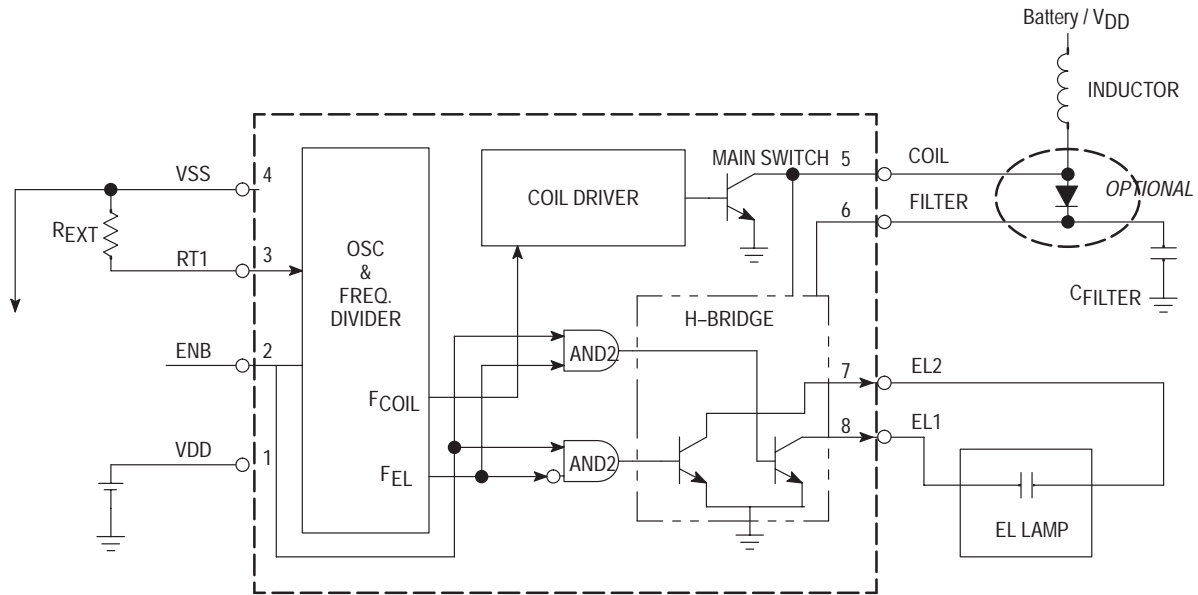 Battery / VDD
INDUCTOR
MAIN SWITCH
5
COIL
VSS
4
OPTIONAL
COIL DRIVER
6
FILTER
REXT
OSC
&
FREQ.
DIVIDER
RT1
3
CFILTER
H–BRIDGE
ENB
2
AND2
7
EL2
FCOIL
8
EL1
VDD
1
FEL
AND2
EL LAMP